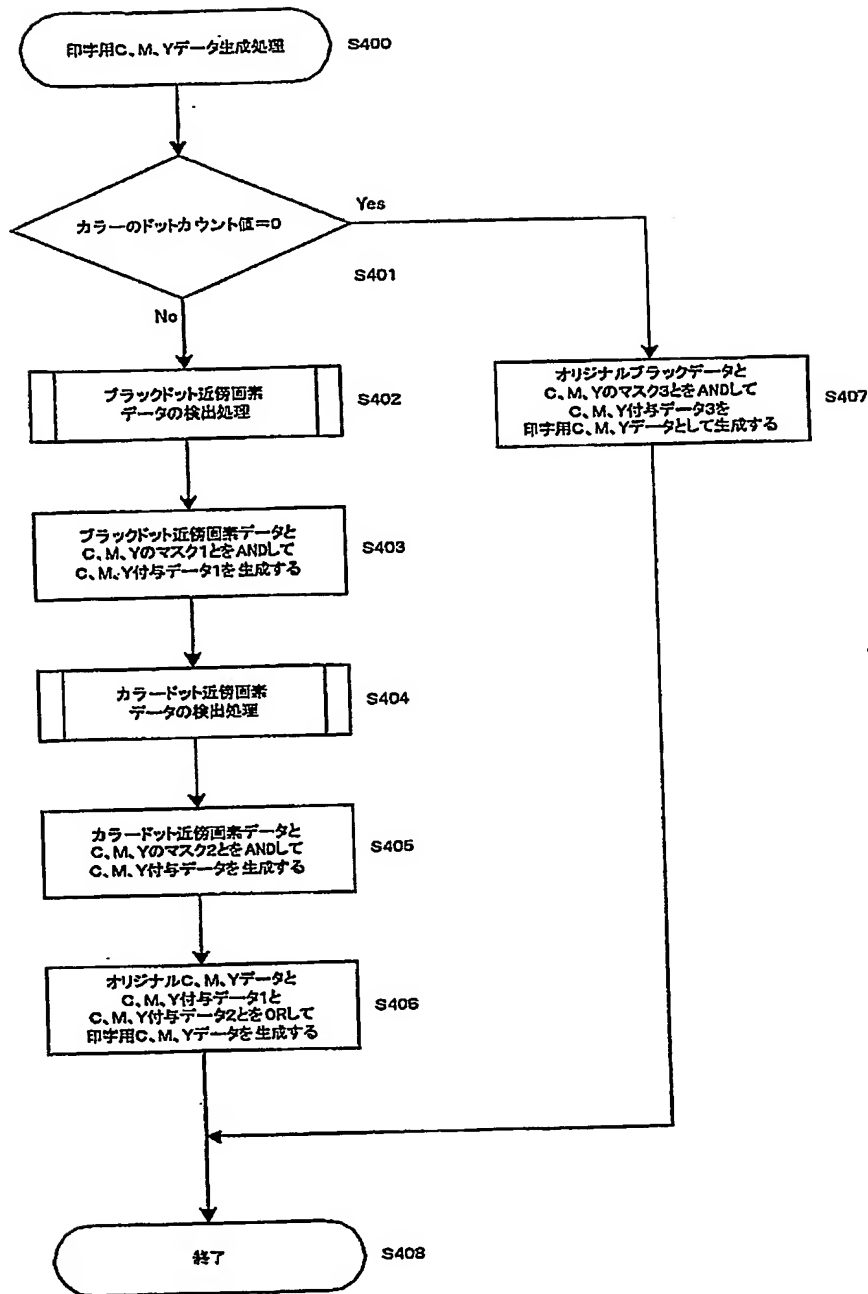 印字用C、M、Yデータ生成処理
S400
カラーのドットカウント値=0
Yes
S401
No
ブラックドット近傍画素
データの検出処理
S402
オリジナルブラックデータと
C、M、Yのマスク3とをANDして
C、M、Y付与データ3を
印字用C、M、Yデータとして生成する
S407
ブラックドット近傍画素データと
C、M、Yのマスク1とをANDして
C、M、Y付与データ1を生成する
S403
カラードット近傍画素
データの検出処理
S404
カラードット近傍画素データと
C、M、Yのマスク2とをANDして
C、M、Y付与データを生成する
S405
オリジナルC、M、Yデータと
C、M、Y付与データ1と
C、M、Y付与データ2とをORして
印字用C、M、Yデータを生成する
S406
終了
S408